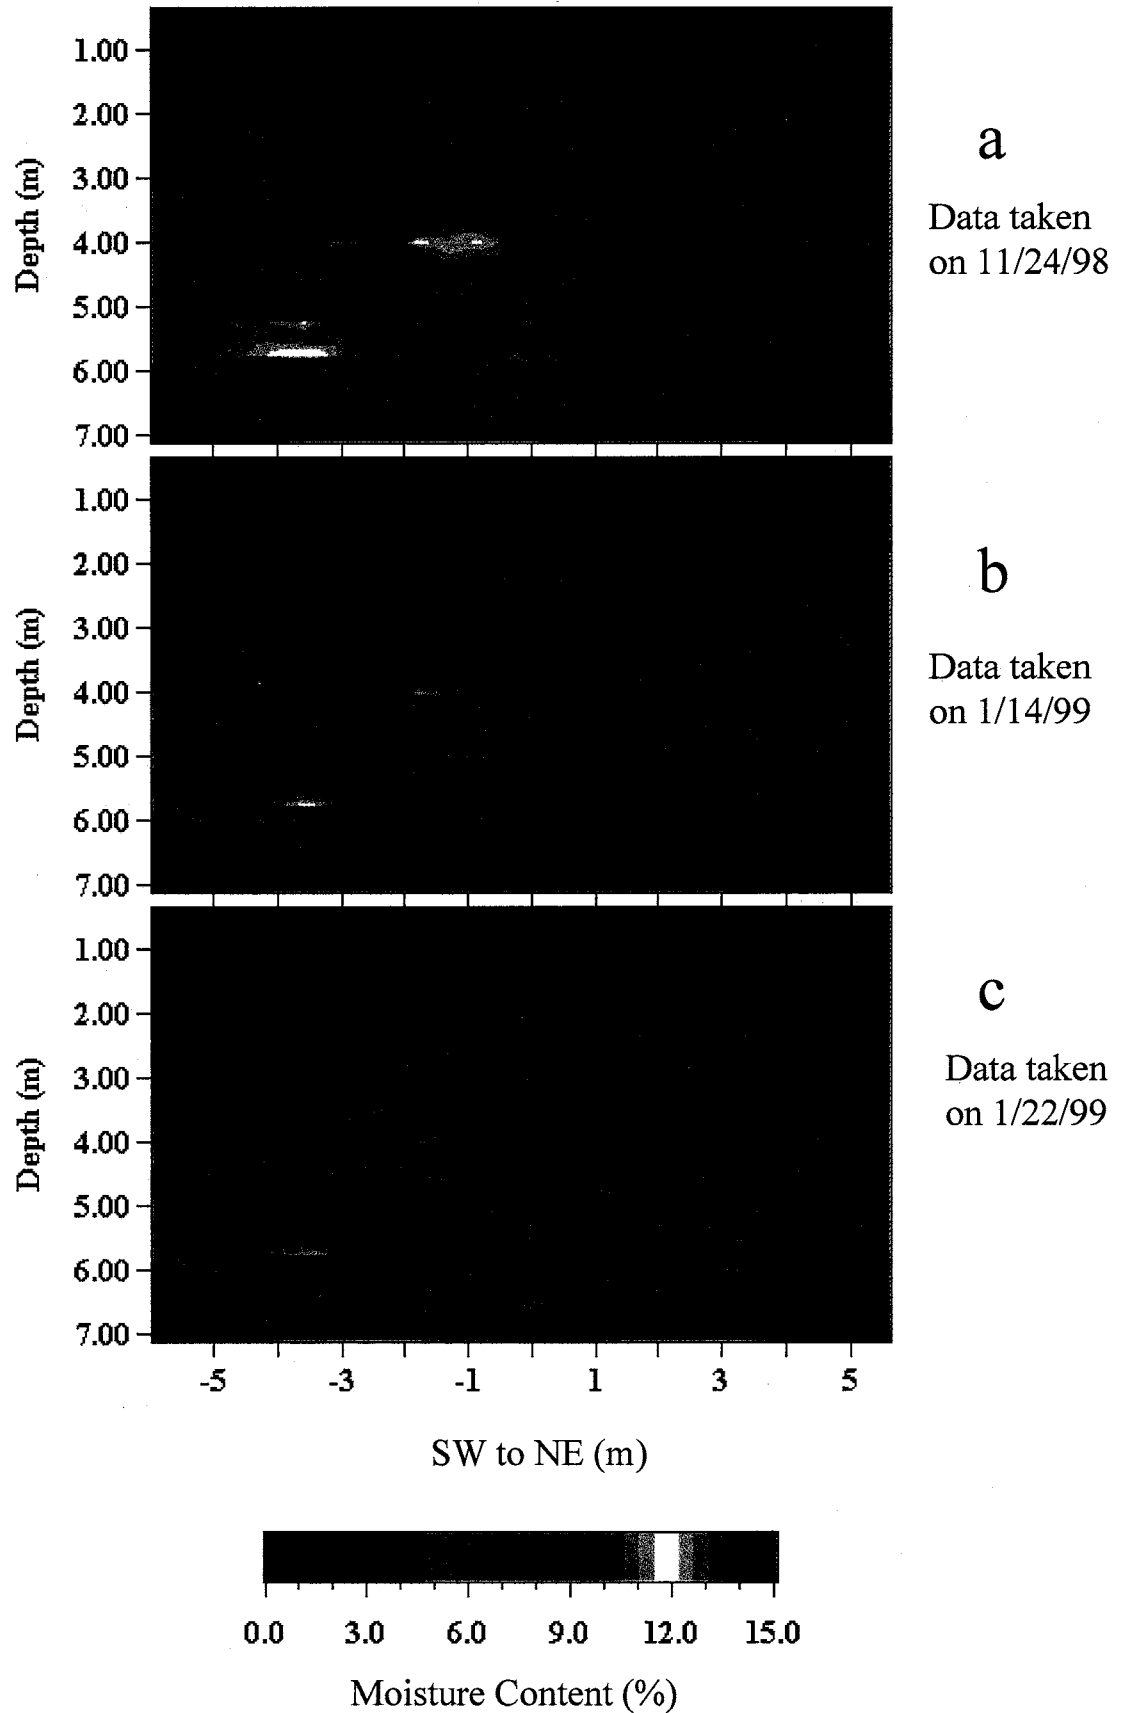 1.00
2.00
3.00
4.00
5.00
6.00
7.00
Depth (m)
a
Data taken
on 11/24/98
1.00
2.00
3.00
4.00
5.00
6.00
7.00
Depth (m)
b
Data taken
on 1/14/99
1.00
2.00
3.00
4.00
5.00
6.00
7.00
Depth (m)
c
Data taken
on 1/22/99
-5 -3 -1 1 3 5
SW to NE (m)
0.0 3.0 6.0 9.0 12.0 15.0
Moisture Content (%)